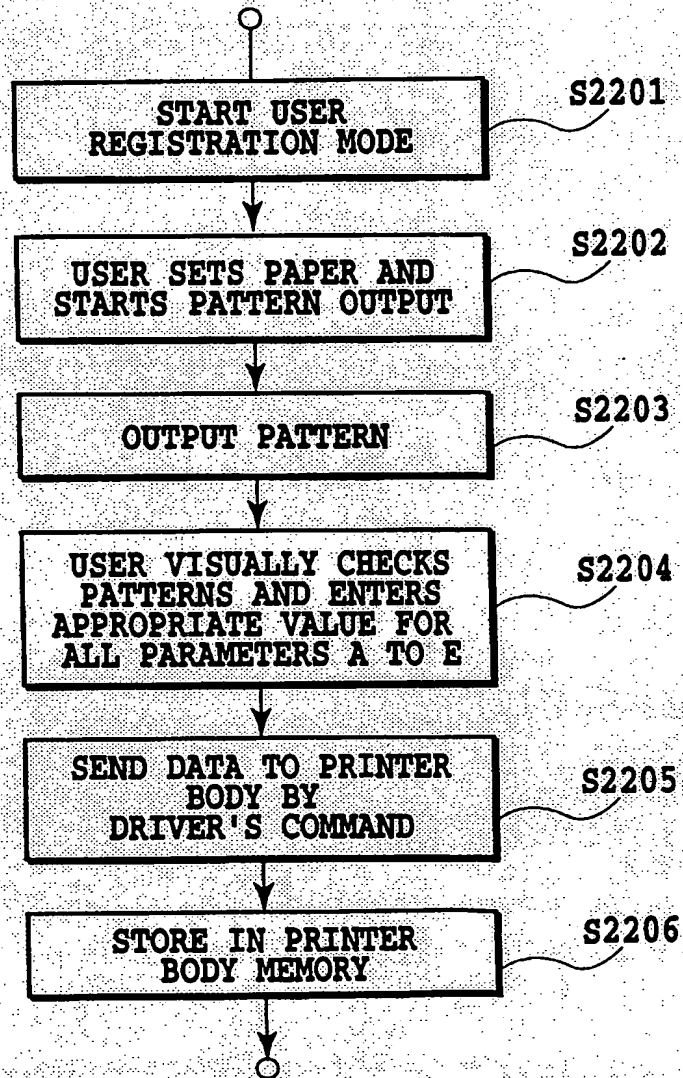 START USER
REGISTRATION MODE
S2201
USER SETS PAPER AND
STARTS PATTERN OUTPUT
S2202
OUTPUT PATTERN
S2203
USER VISUALLY CHECKS
PATTERNS AND ENTERS
APPROPRIATE VALUE FOR
ALL PARAMETERS A TO E
S2204
SEND DATA TO PRINTER
BODY BY
DRIVER'S COMMAND
S2205
STORE IN PRINTER
BODY MEMORY
S2206